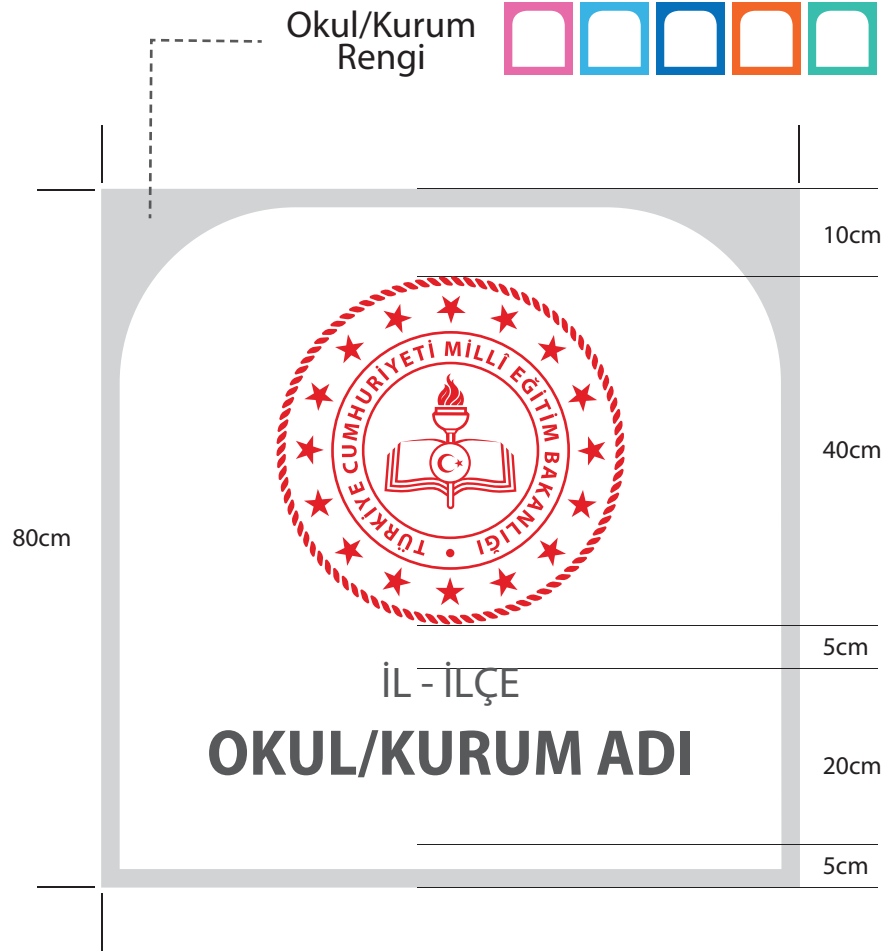 Okul/Kurum
Rengi
10cm
TÜRKİYE CUMHURİYETİ MİLLÎ EĞİTİM BAKANLIĞI
40cm
80cm
5cm
İL - İLÇE
OKUL/KURUM ADI
20cm
5cm